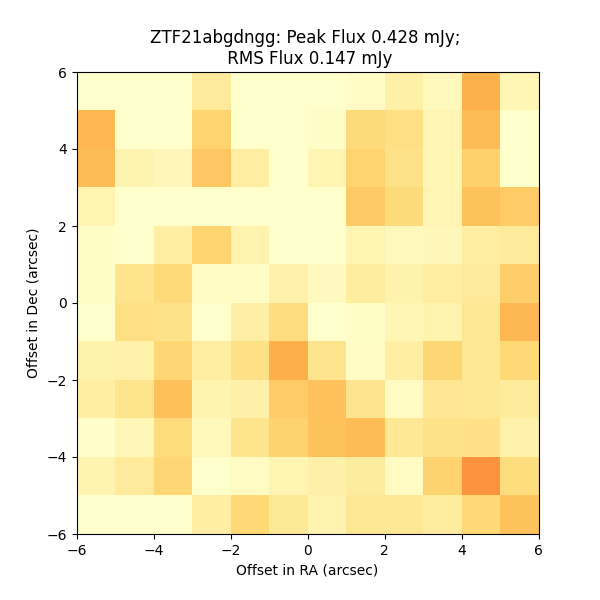 ZTF21abgdngg: Peak Flux 0.428 mJy;
RMS Flux 0.147 mJy
6
4
2
0
−2
−4
−6
Offset in Dec (arcsec)
−6 −4 −2 0 2 4 6
Offset in RA (arcsec)